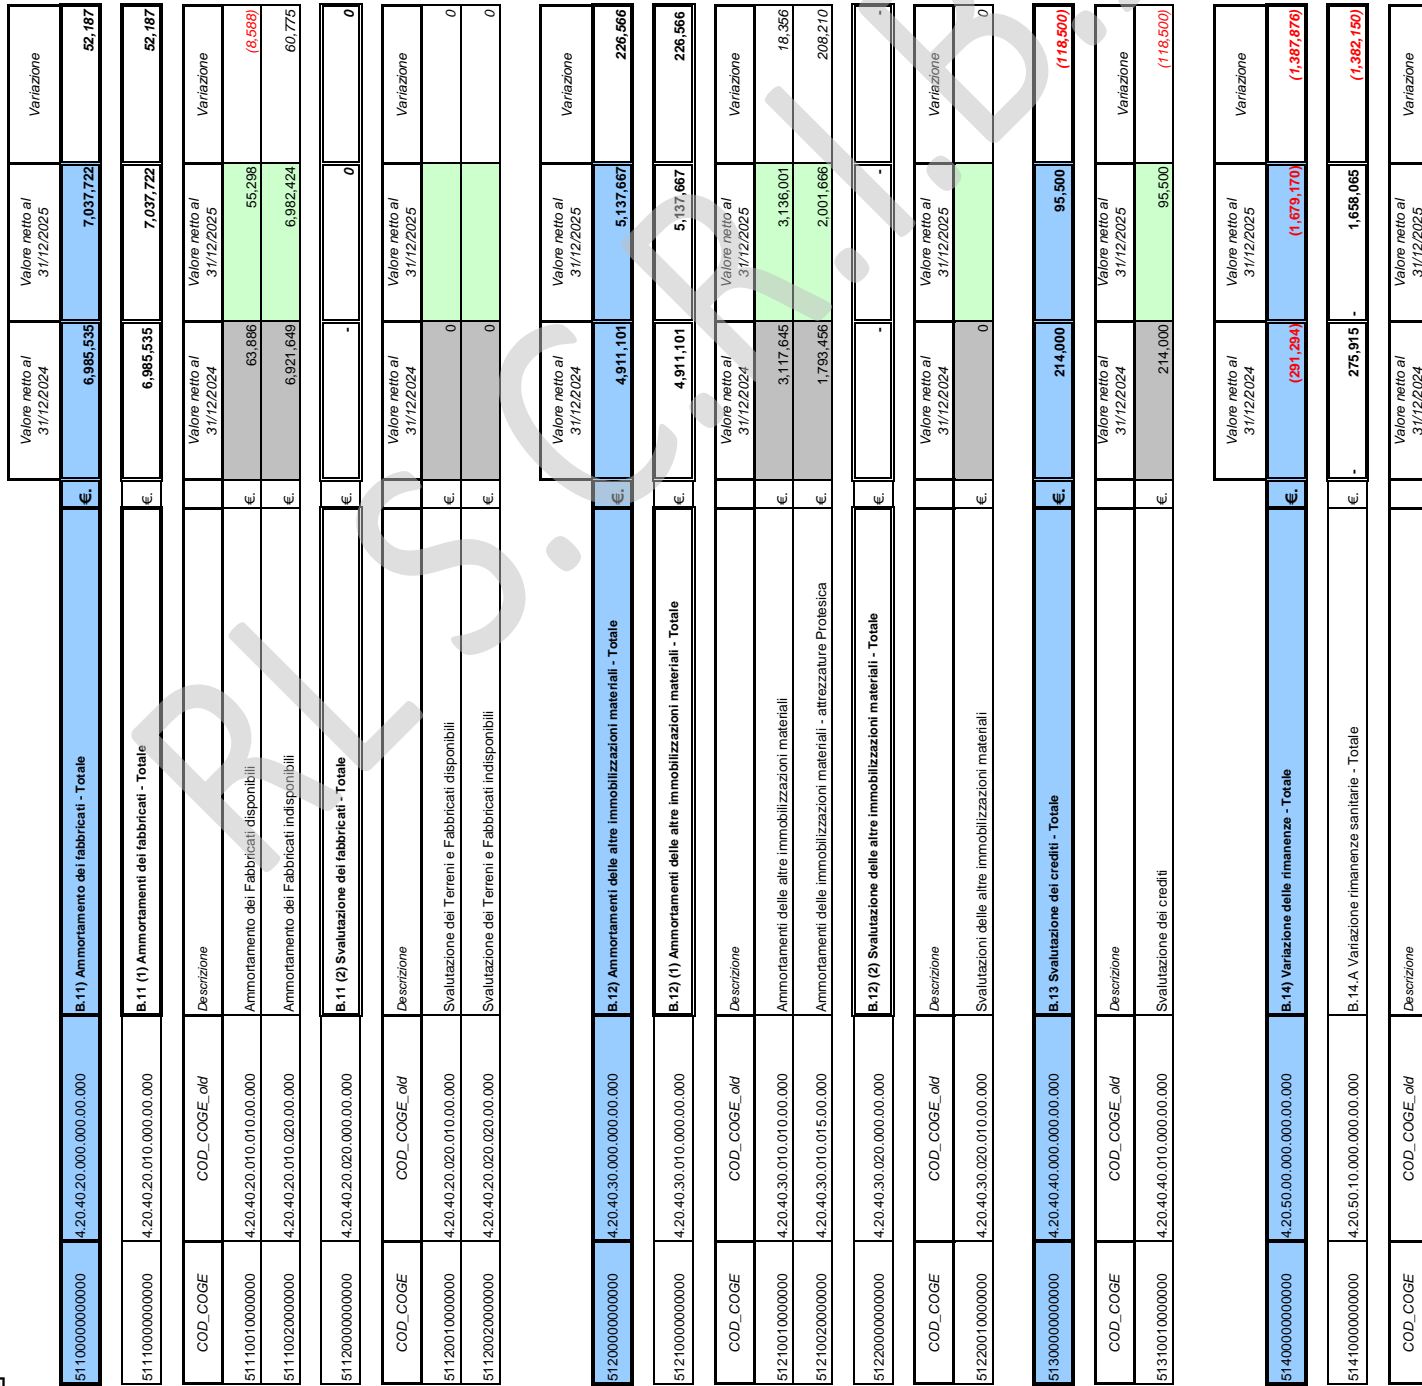 Valore netto al 31/12/2024 Valore netto al 31/12/2025 Variazione
511000000000000 4.20.40.20.000.000.00.000 B.11) Ammortamento dei fabbricati - Totale €. 6,985,535 7,037,722 52,187
511100000000000 4.20.40.20.010.000.00.000 B.11 (1) Ammortamenti dei fabbricati - Totale €. 6,985,535 7,037,722 52,187
COD_COGE COD_COGE_old Descrizione Valore netto al 31/12/2024 Valore netto al 31/12/2025 Variazione
511100100000000 4.20.40.20.010.010.00.000 Ammortamento dei Fabbricati disponibili €. 63,886 55,298 (8,588)
511100200000000 4.20.40.20.010.020.00.000 Ammortamento dei Fabbricati indisponibili €. 6,921,649 6,982,424 60,775
511200000000000 4.20.40.20.020.000.00.000 B.11 (2) Svalutazione dei fabbricati - Totale €. - 0 0
COD_COGE COD_COGE_old Descrizione Valore netto al 31/12/2024 Valore netto al 31/12/2025 Variazione
511200100000000 4.20.40.20.020.010.00.000 Svalutazione dei Terreni e Fabbricati disponibili €. 0 0
511200200000000 4.20.40.20.020.020.00.000 Svalutazione dei Terreni e Fabbricati indisponibili €. 0 0
Valore netto al 31/12/2024 Valore netto al 31/12/2025 Variazione
512000000000000 4.20.40.30.000.000.00.000 B.12) Ammortamenti delle altre immobilizzazioni materiali - Totale €. 4,911,101 5,137,667 226,566
512100000000000 4.20.40.30.010.000.00.000 B.12) (1) Ammortamenti delle altre immobilizzazioni materiali - Totale €. 4,911,101 5,137,667 226,566
COD_COGE COD_COGE_old Descrizione Valore netto al 31/12/2024 Valore netto al 31/12/2025 Variazione
512100100000000 4.20.40.30.010.010.00.000 Ammortamenti delle altre immobilizzazioni materiali €. 3,117,645 3,136,001 18,356
512100200000000 4.20.40.30.010.015.00.000 Ammortamenti delle immobilizzazioni materiali - attrezzature Protesica €. 1,793,456 2,001,666 208,210
512200000000000 4.20.40.30.020.000.00.000 B.12) (2) Svalutazione delle altre immobilizzazioni materiali - Totale €. - - -
COD_COGE COD_COGE_old Descrizione Valore netto al 31/12/2024 Valore netto al 31/12/2025 Variazione
512200100000000 4.20.40.30.020.010.00.000 Svalutazioni delle altre immobilizzazioni materiali €. 0 0
513000000000000 4.20.40.40.000.000.00.000 B.13 Svalutazione dei crediti - Totale €. 214,000 95,500 (118,500)
COD_COGE COD_COGE_old Descrizione Valore netto al 31/12/2024 Valore netto al 31/12/2025 Variazione
513100100000000 4.20.40.40.010.000.00.000 Svalutazione dei crediti €. 214,000 95,500 (118,500)
Valore netto al 31/12/2024 Valore netto al 31/12/2025 Variazione
514000000000000 4.20.50.00.000.000.00.000 B.14) Variazione delle rimanenze - Totale €. (291,294) (1,679,170) (1,387,876)
514100000000000 4.20.50.10.000.000.00.000 B.14.A Variazione rimanenze sanitarie - Totale €. - 275,915 - 1,658,065 (1,382,150)
COD_COGE COD_COGE_old Descrizione Valore netto al 31/12/2024 Valore netto al 31/12/2025 Variazione
RL S.C.R.I.B.